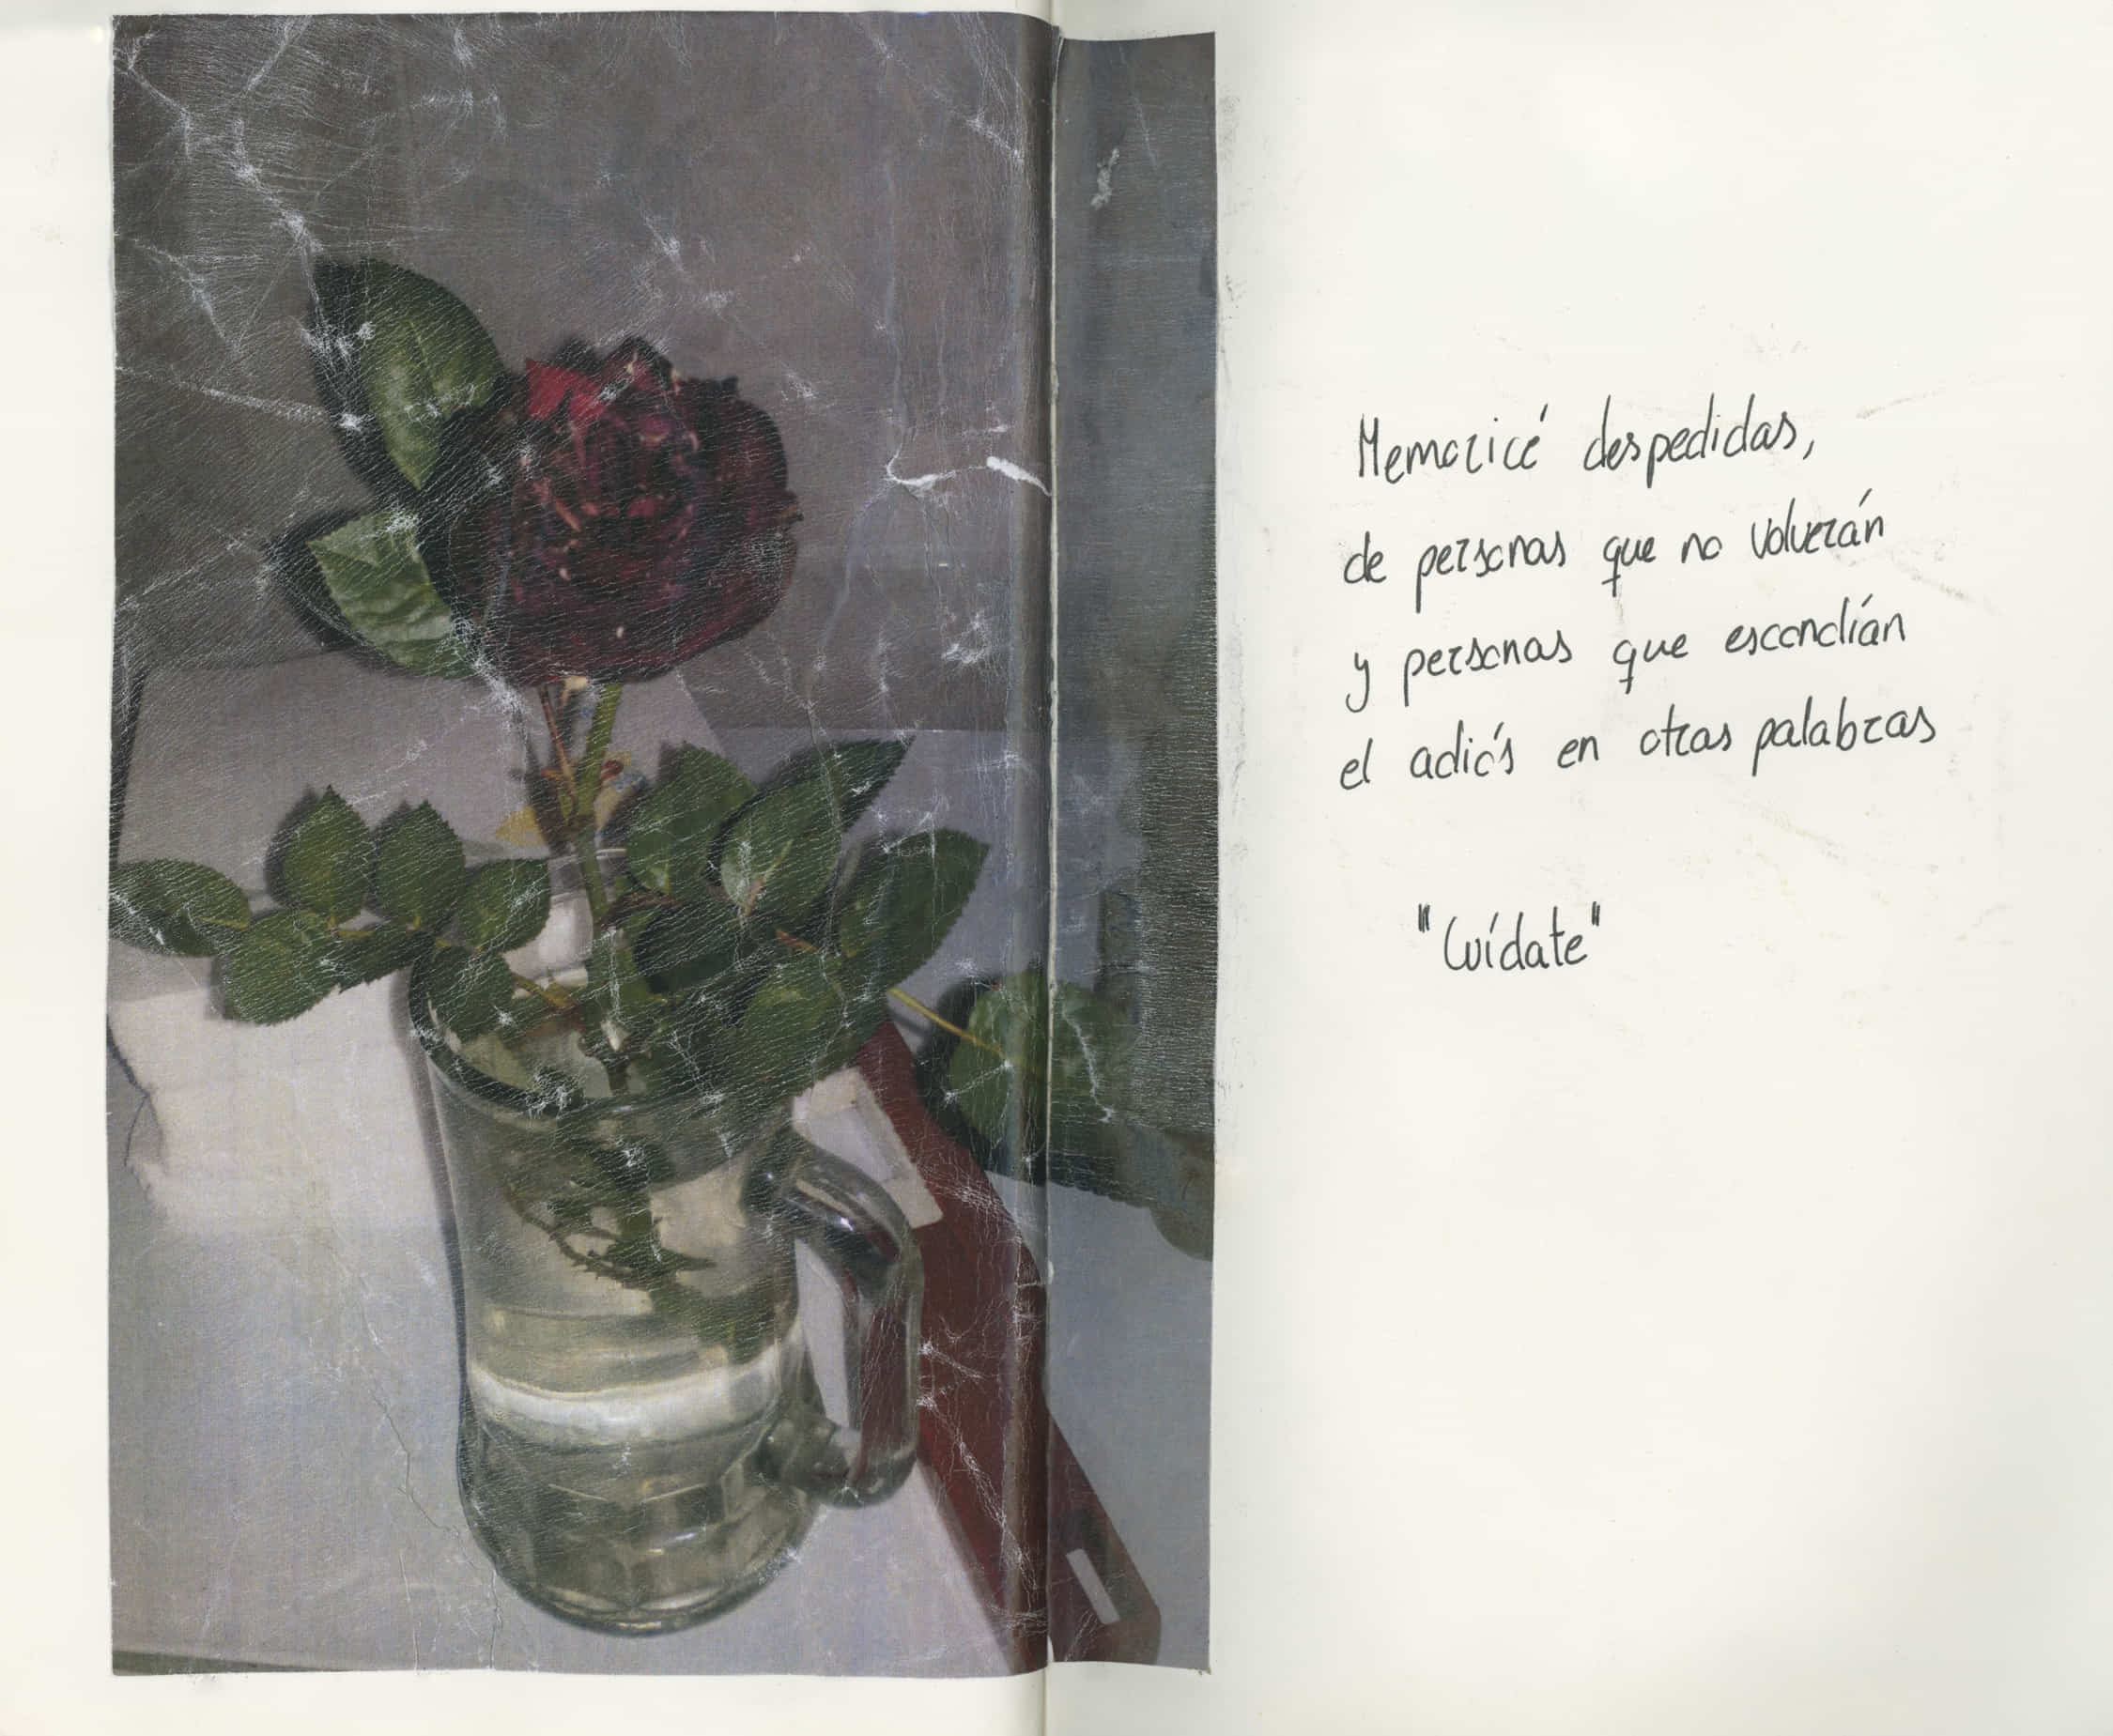 Memoricé despedidas,
de personas que no volverán
y personas que escondían
el adiós en otras palabras
"Cuídate"